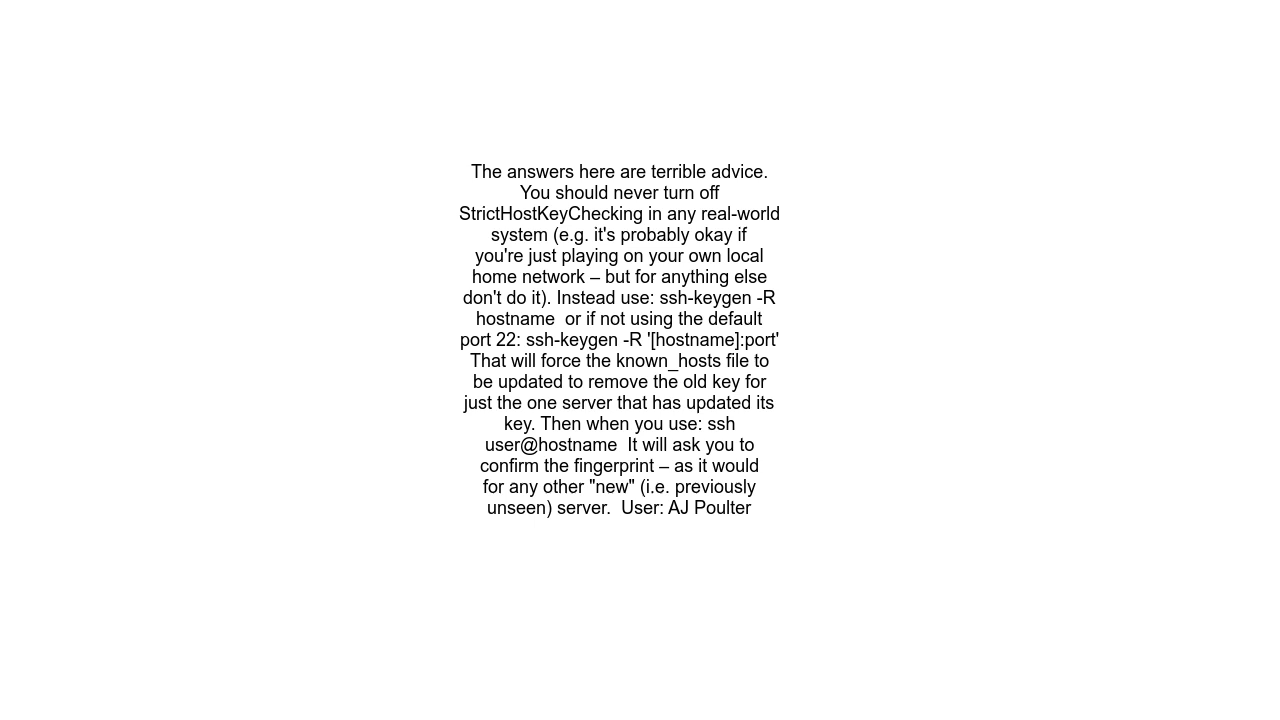 The answers here are terrible advice.
You should never turn off
StrictHostKeyChecking in any real-world
system (e.g. it's probably okay if
you're just playing on your own local
home network – but for anything else
don't do it). Instead use: ssh-keygen -R
hostname  or if not using the default
port 22: ssh-keygen -R '[hostname]:port'
That will force the known_hosts file to
be updated to remove the old key for
just the one server that has updated its
key. Then when you use: ssh
user@hostname  It will ask you to
confirm the fingerprint – as it would
for any other "new" (i.e. previously
unseen) server.  User: AJ Poulter